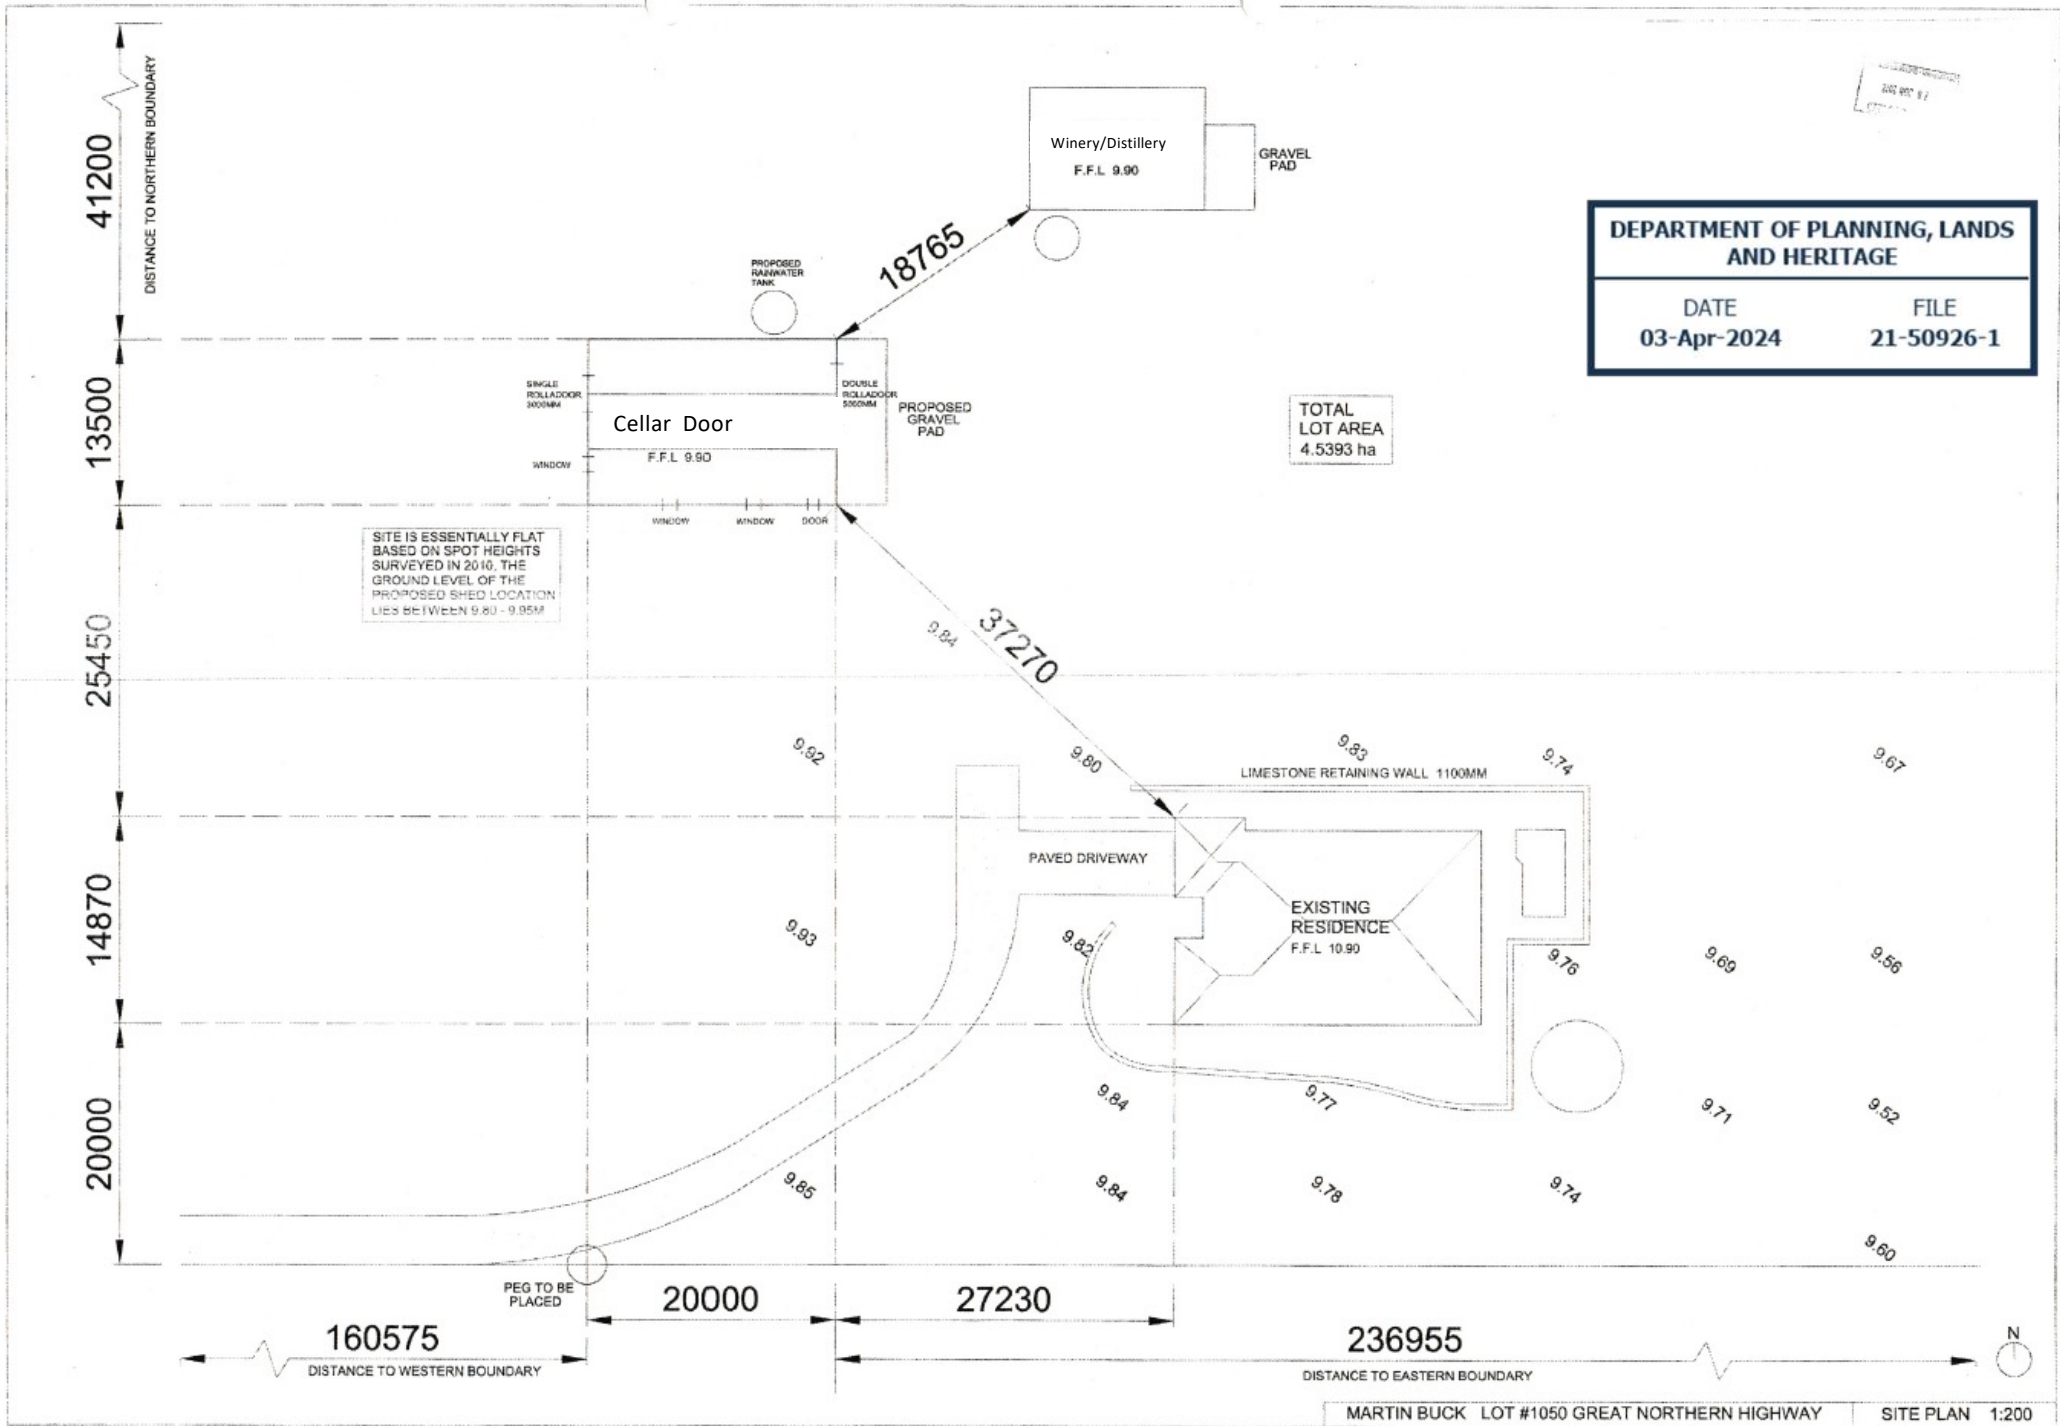 41200
DISTANCE TO NORTHERN BOUNDARY
Winery/Distillery
F.F.L 9.90
GRAVEL
PAD
18765
PROPOSED
RAINWATER
TANK
DEPARTMENT OF PLANNING, LANDS
AND HERITAGE
DATE FILE
03-Apr-2024 21-50926-1
13500
SINGLE
ROLLADOOR
3000MM
DOUBLE
ROLLADOOR
5000MM
PROPOSED
GRAVEL
PAD
Cellar Door
F.F.L 9.90
WINDOW
WINDOW
WINDOW
DOOR
TOTAL
LOT AREA
4.5393 ha
SITE IS ESSENTIALLY FLAT
BASED ON SPOT HEIGHTS
SURVEYED IN 2010, THE
GROUND LEVEL OF THE
PROPOSED SHED LOCATION
LIES BETWEEN 9.80 - 9.95M
25450
9.84
37270
9.92
9.80
9.83
9.74
9.67
LIMESTONE RETAINING WALL 1100MM
14870
PAVED DRIVEWAY
EXISTING
RESIDENCE
F.F.L 10.90
9.93
9.82
9.76
9.69
9.56
20000
9.84
9.77
9.71
9.52
9.85
9.84
9.78
9.74
9.60
PEG TO BE
PLACED
20000
27230
160575
DISTANCE TO WESTERN BOUNDARY
236955
DISTANCE TO EASTERN BOUNDARY
N
MARTIN BUCK LOT #1050 GREAT NORTHERN HIGHWAY SITE PLAN 1:200